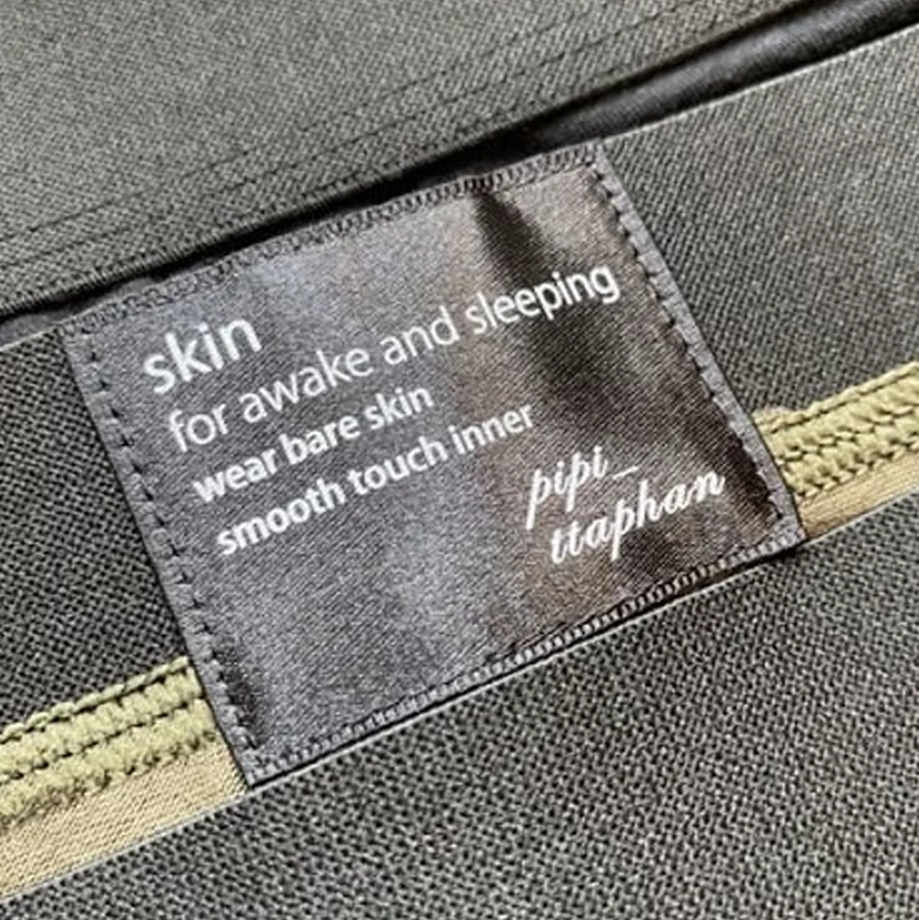 skin
for awake and sleeping
wear bare skin
smooth touch inner
pipi_
ttaphan